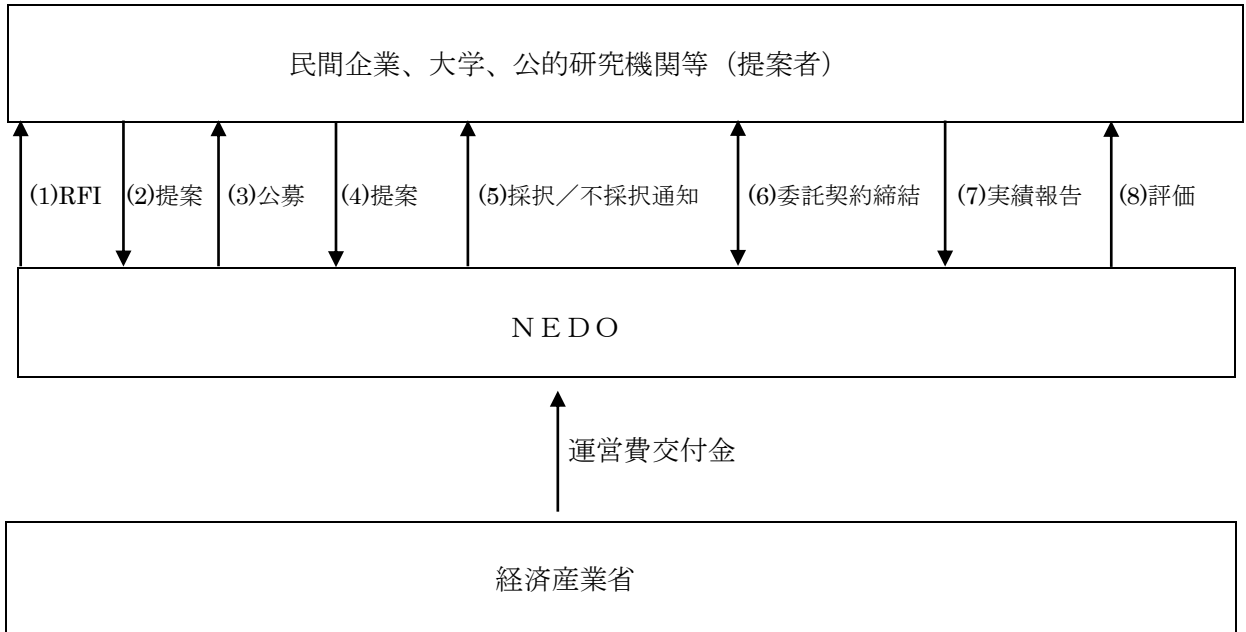 民間企業、大学、公的研究機関等（提案者）
(1)RFI (2)提案 (3)公募 (4)提案 (5)採択／不採択通知 (6)委託契約締結 (7)実績報告 (8)評価
ＮＥＤＯ
運営費交付金
経済産業省